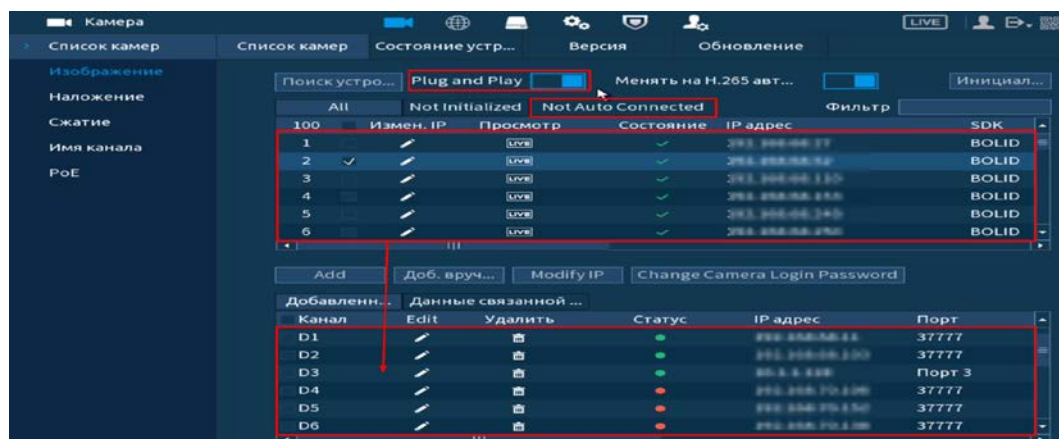 Камера LIVE
Список камер Список камер Состояние устр... Версия Обновление
Изображение
Поиск устро... Plug and Play Менять на H.265 авт... Инициал...
Наложение
All Not Initialized Not Auto Connected Фильтр
Сжатие
100 Измен. IP Просмотр Состояние IP адрес SDK
Имя канала
1 LIVE BOLID
2 LIVE BOLID
PoE
3 LIVE BOLID
4 LIVE BOLID
5 LIVE BOLID
6 LIVE BOLID
Add Доб. вруч... Modify IP Change Camera Login Password
Добавленн... Данные связанной ...
Канал Edit Удалить Статус IP адрес Порт
D1 37777
D2 37777
D3 Порт 3
D4 37777
D5 37777
D6 37777